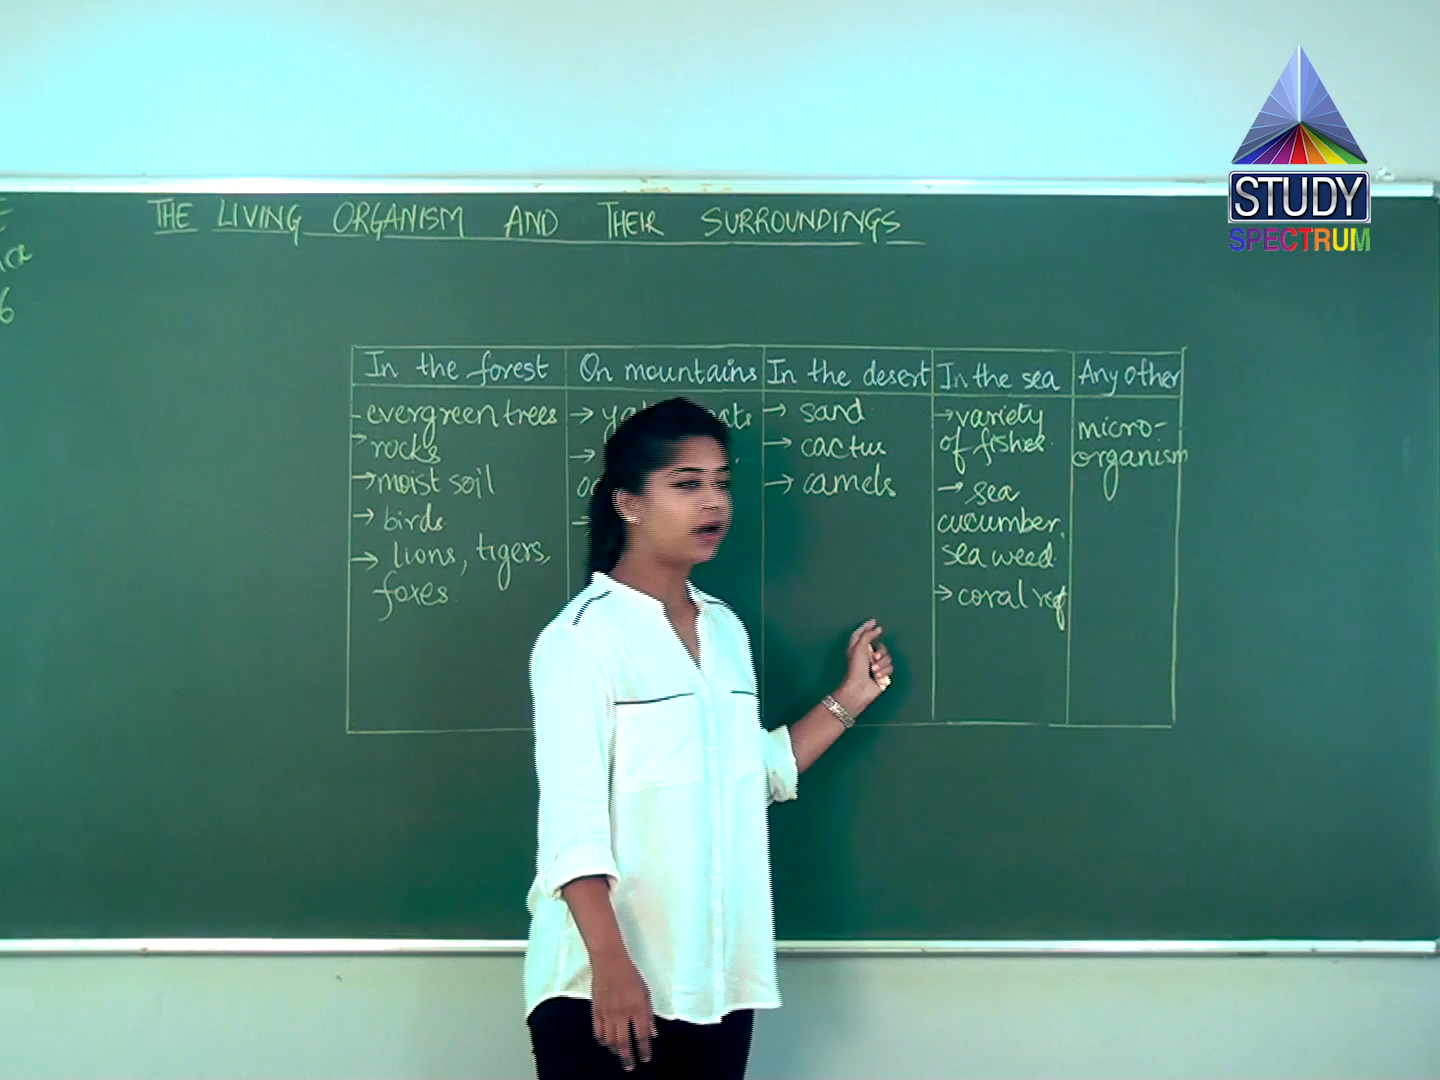 THE LIVING ORGANISM AND THEIR SURROUNDINGS
STUDY
SPECTRUM
6
In the forest
- evergreen trees
→ rocks
→ moist soil
→ birds
→ lions, tigers,
foxes.
On mountains
In the desert
→ sand
→ cactus
→ camels
In the sea
→ variety
of fishes
→ sea
cucumber,
sea weed
→ coral reef
Any other
micro-
organism